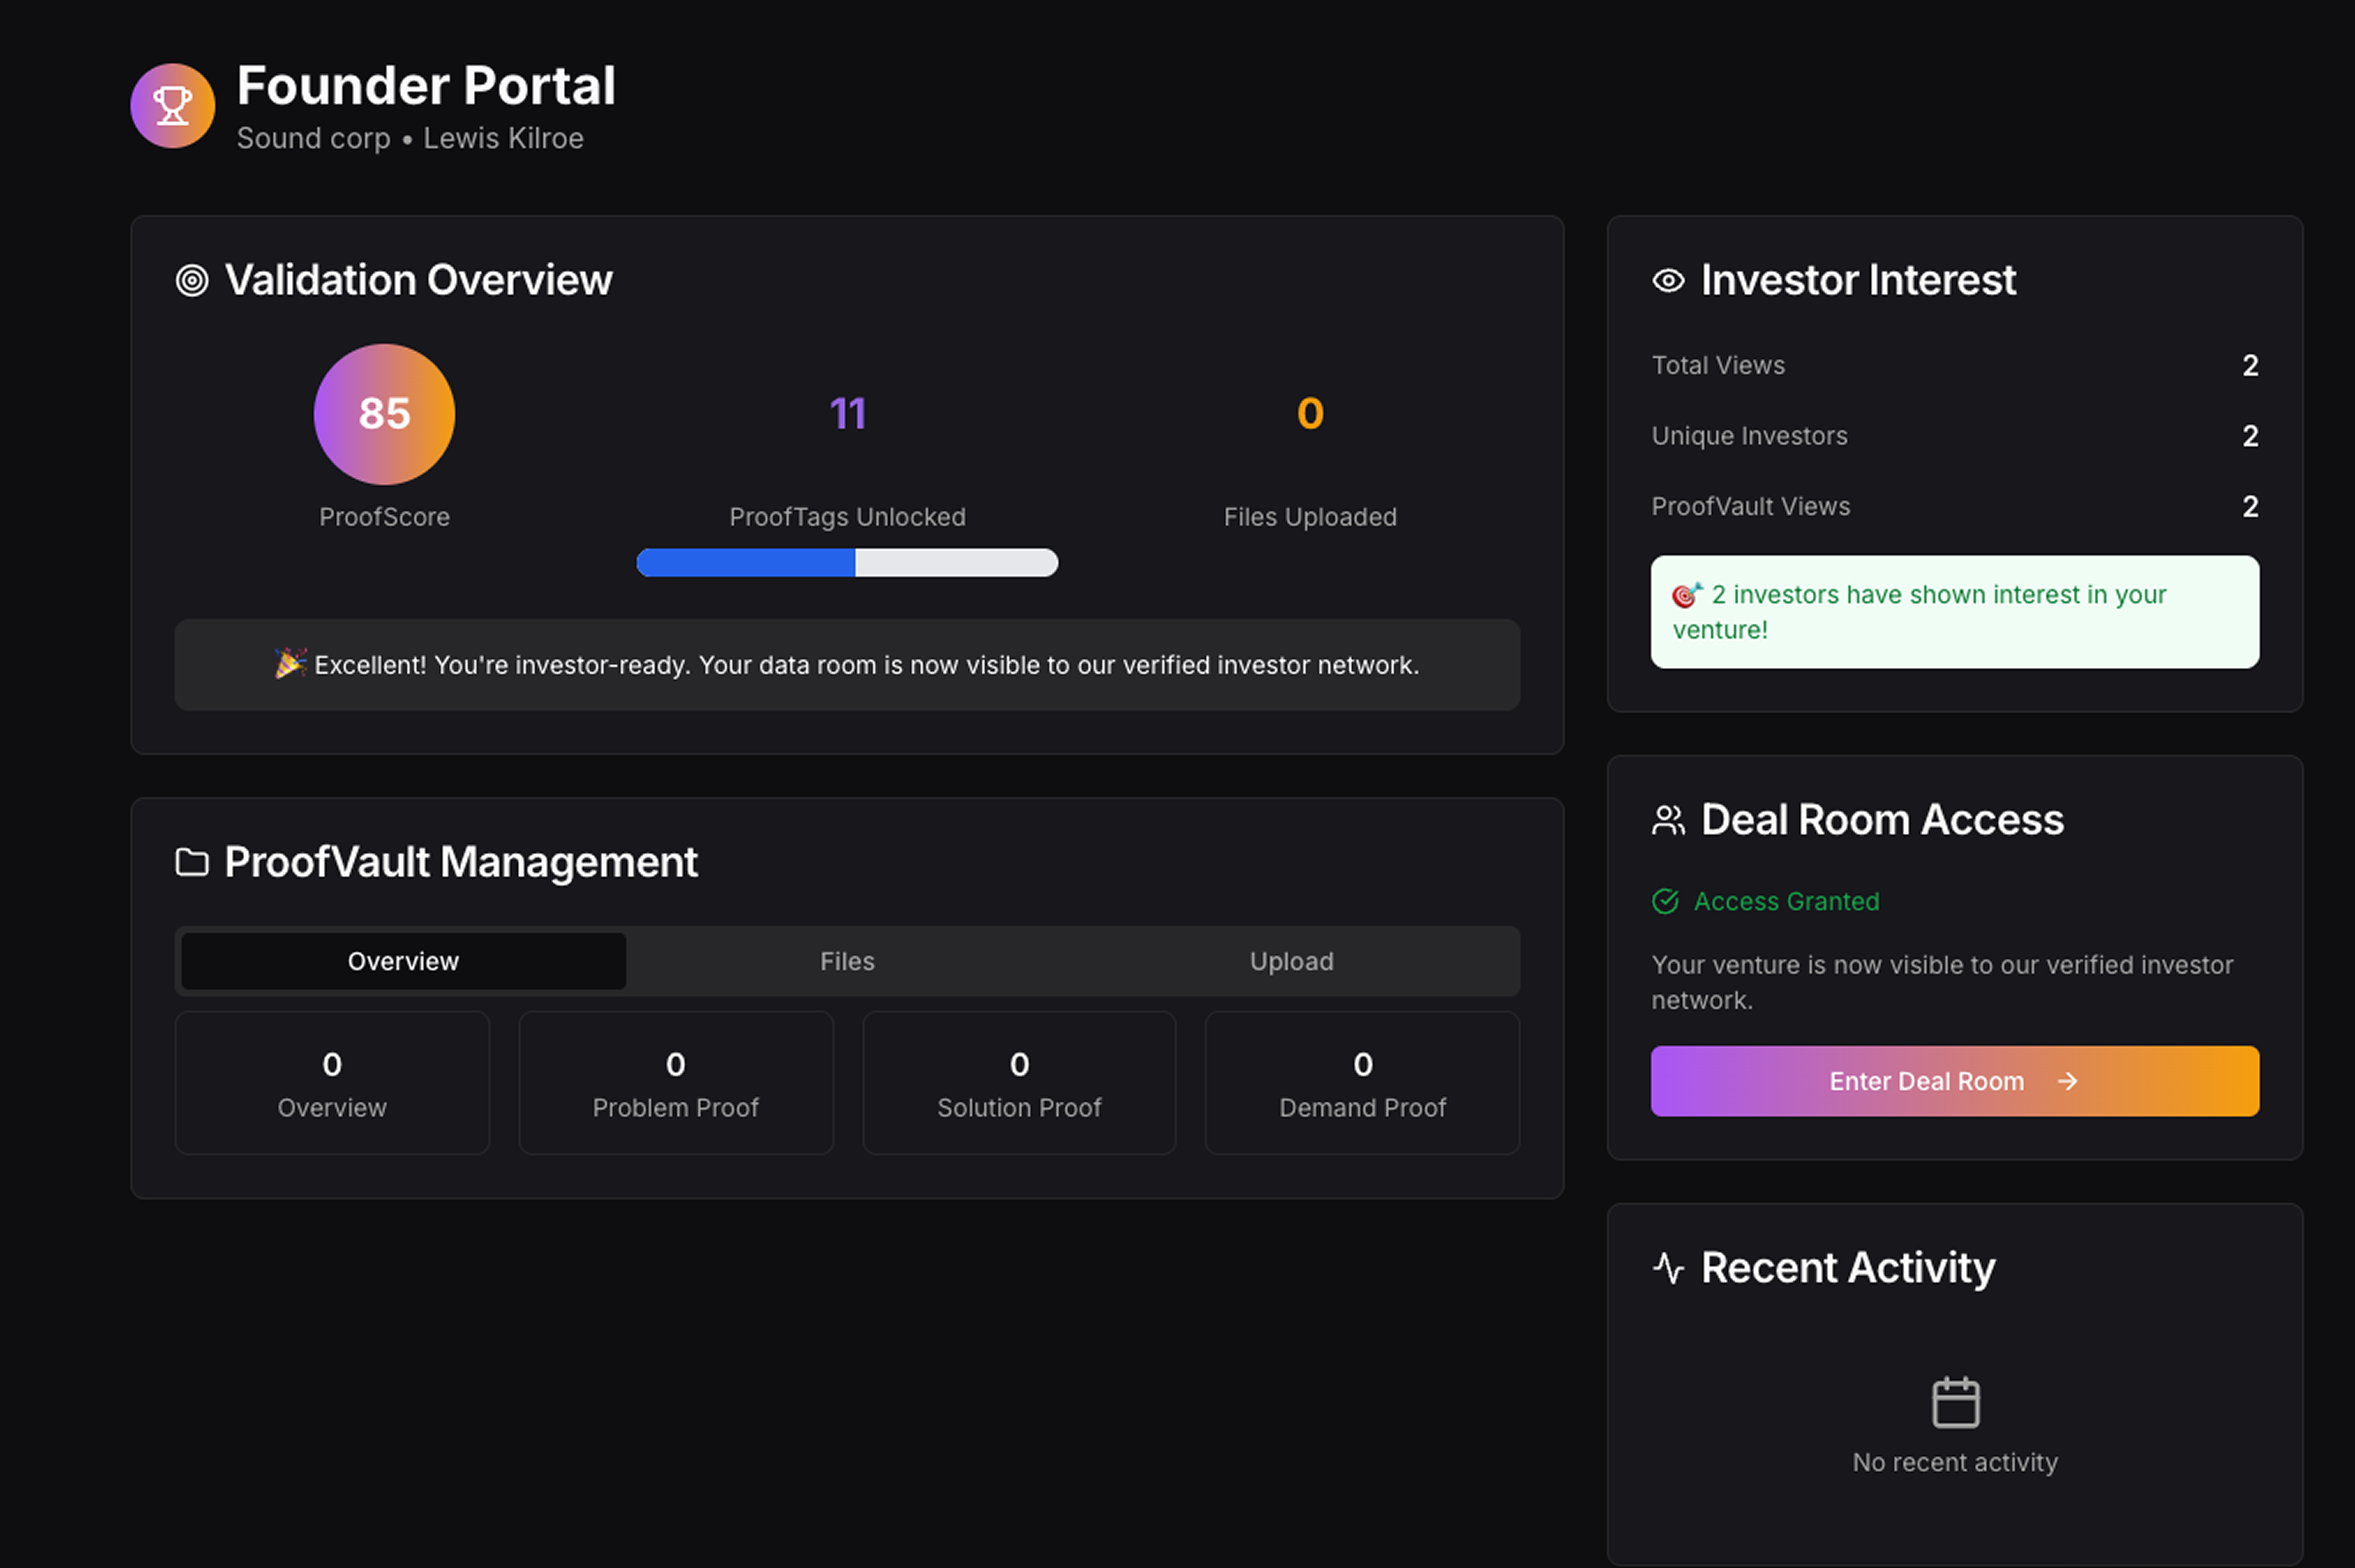 Founder Portal
Sound corp • Lewis Kilroe
Validation Overview
85
ProofScore
11
ProofTags Unlocked
0
Files Uploaded
🎉 Excellent! You're investor-ready. Your data room is now visible to our verified investor network.
ProofVault Management
Overview
Files
Upload
0
Overview
0
Problem Proof
0
Solution Proof
0
Demand Proof
Investor Interest
Total Views 2
Unique Investors 2
ProofVault Views 2
🎯 2 investors have shown interest in your
venture!
Deal Room Access
Access Granted
Your venture is now visible to our verified investor
network.
Enter Deal Room →
Recent Activity
No recent activity